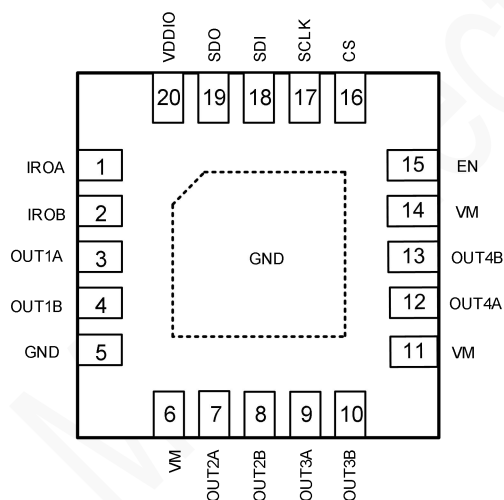 VDDIO
SDO
SDI
SCLK
CS
20
19
18
17
16
IROA
1
15
EN
IROB
2
14
VM
OUT1A
3
13
OUT4B
GND
OUT1B
4
12
OUT4A
GND
5
11
VM
6
7
8
9
10
VM
OUT2A
OUT2B
OUT3A
OUT3B